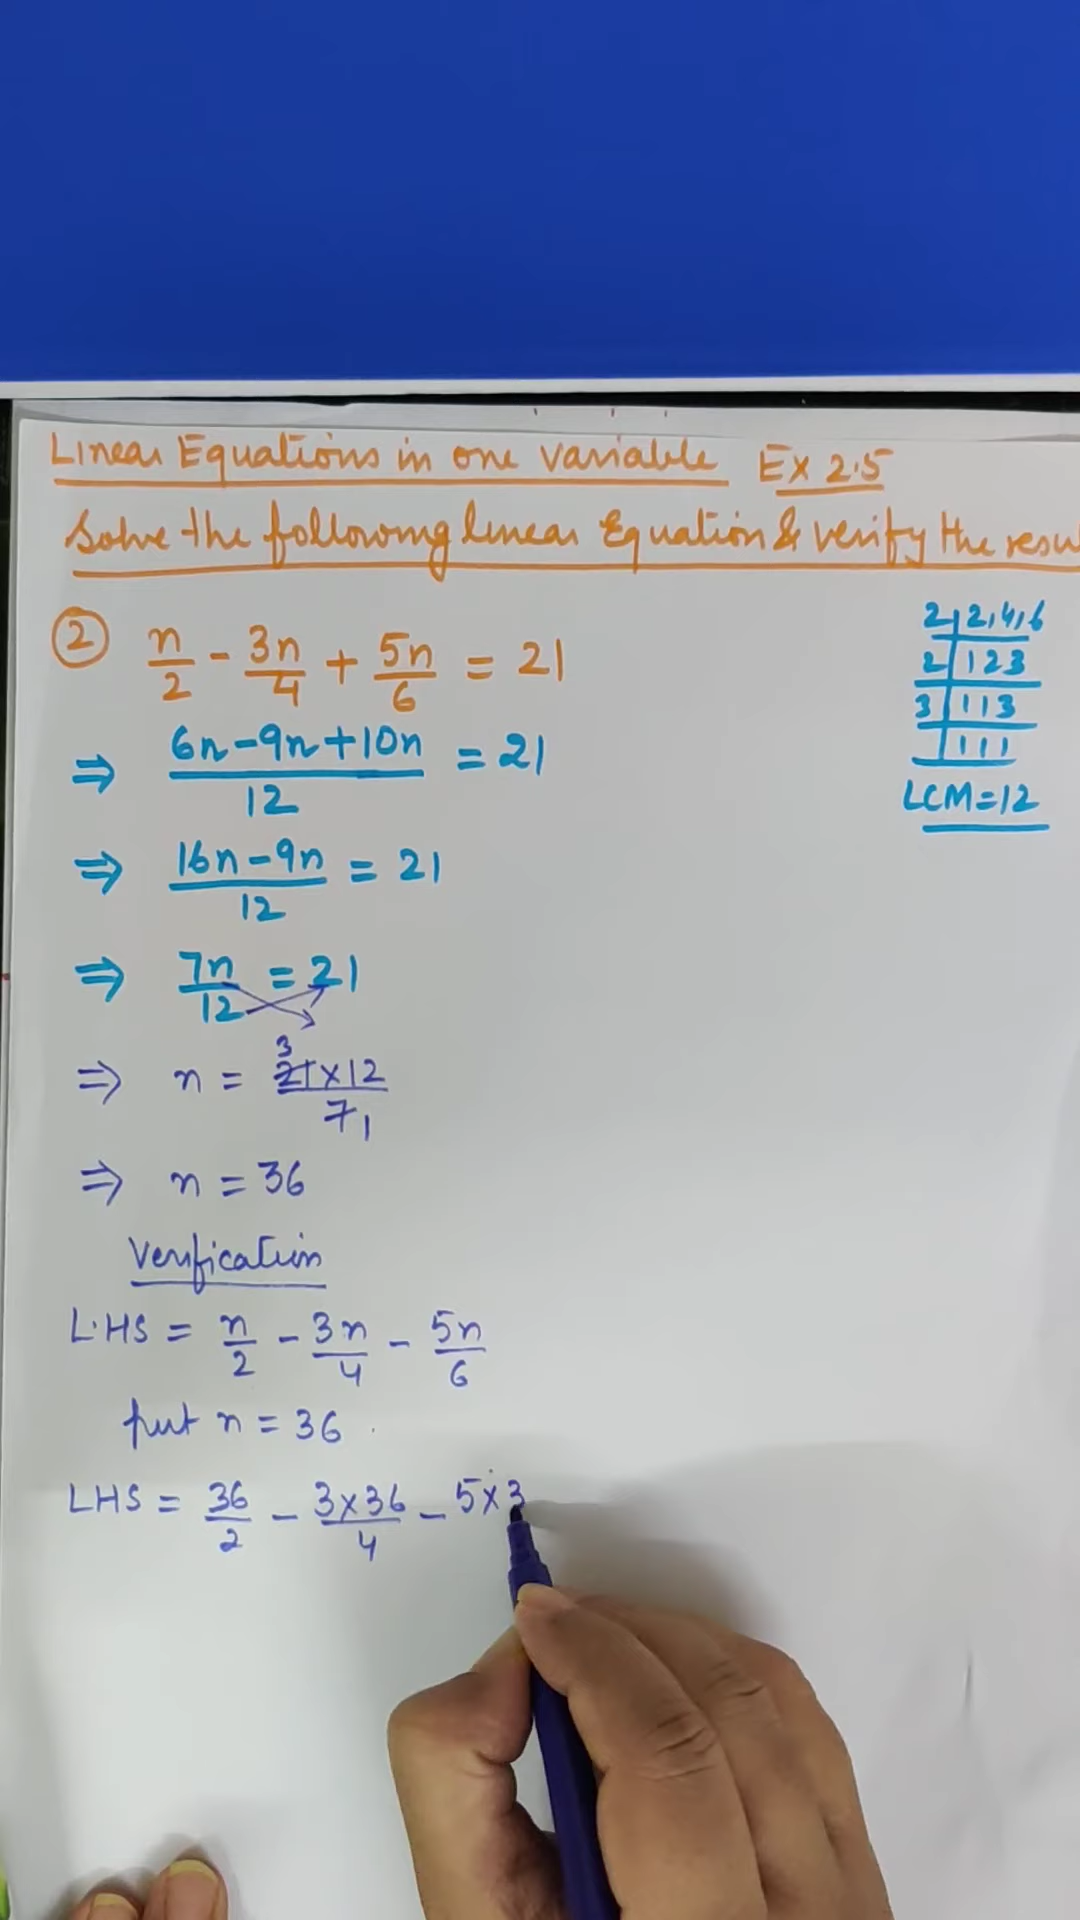 Linear Equations in one variable Ex 2.5
Solve the following linear Equation & verify the resu
2 n/2 - 3n/4 + 5n/6 = 21
⇒ (6n-9n+10n)/12 = 21
⇒ (16n-9n)/12 = 21
⇒ 7n/12 = 21
⇒ n = 3 21×12/7 1
⇒ n = 36
Verification
L.HS = n/2 - 3n/4 - 5n/6
put n = 36
LHS = 36/2 - 3×36/4 - 5×3
2 2,4,6
2 1 2 3
3 1 1 3
1 1 1
LCM=12